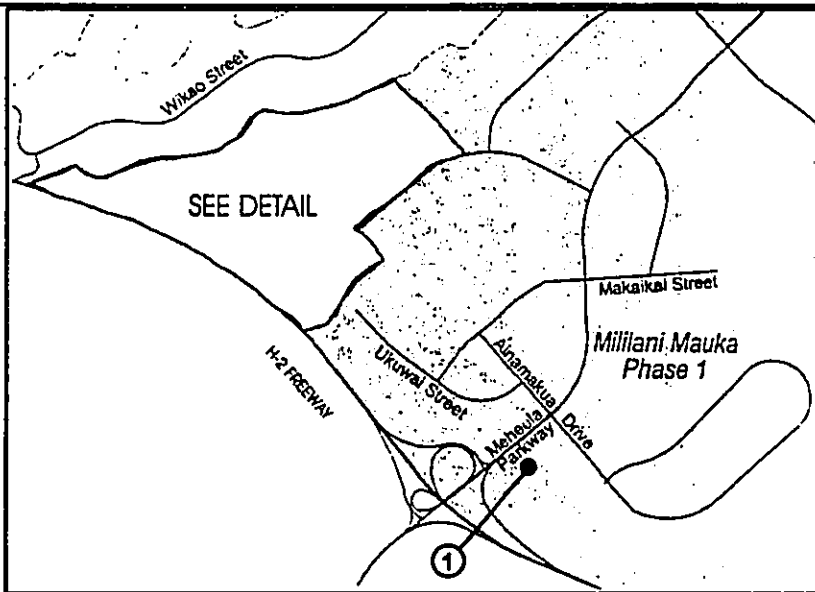 Wikao Street
SEE DETAIL
Makaikai Street
Mililani Mauka
Phase 1
H-2 FREEWAY
Ukuwai Street
Ainamakua
Drive
Meheula
Parkway
1